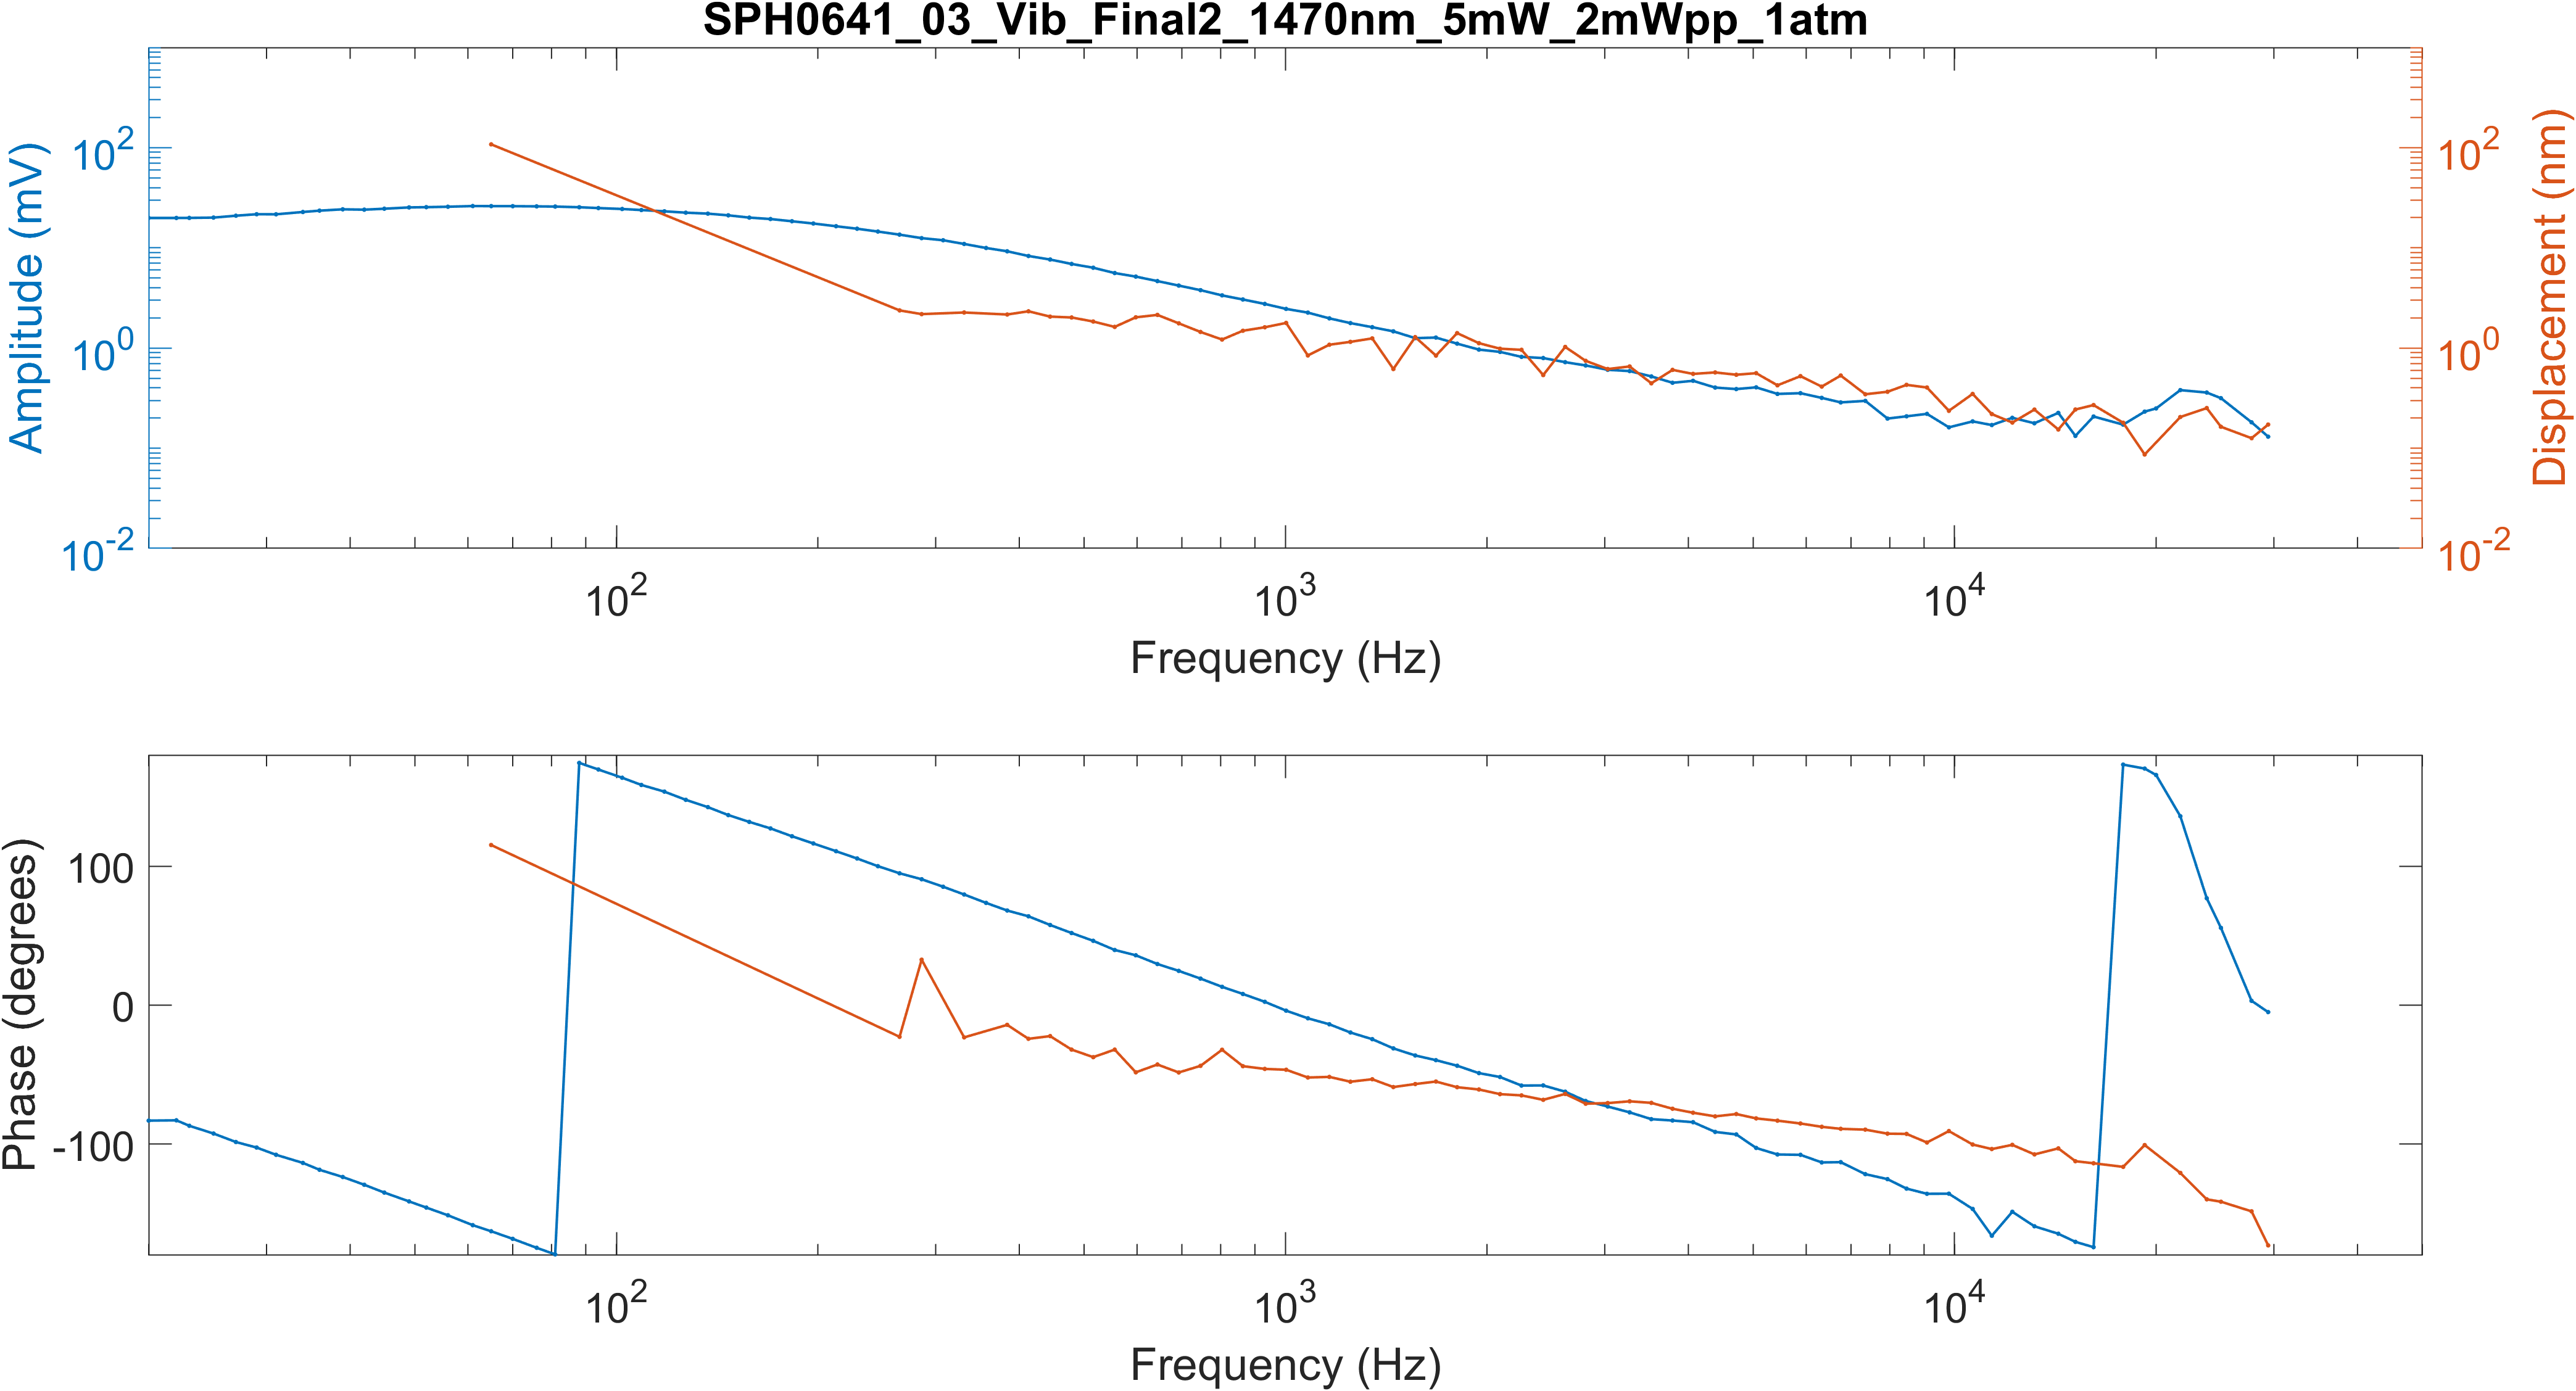 SPH0641_03_Vib_Final2_1470nm_5mW_2mWpp_1atm
Amplitude (mV)
10^2
10^0
10^-2
Displacement (nm)
10^2
10^0
10^-2
10^2 10^3 10^4
Frequency (Hz)
Phase (degrees)
100
0
-100
10^2 10^3 10^4
Frequency (Hz)